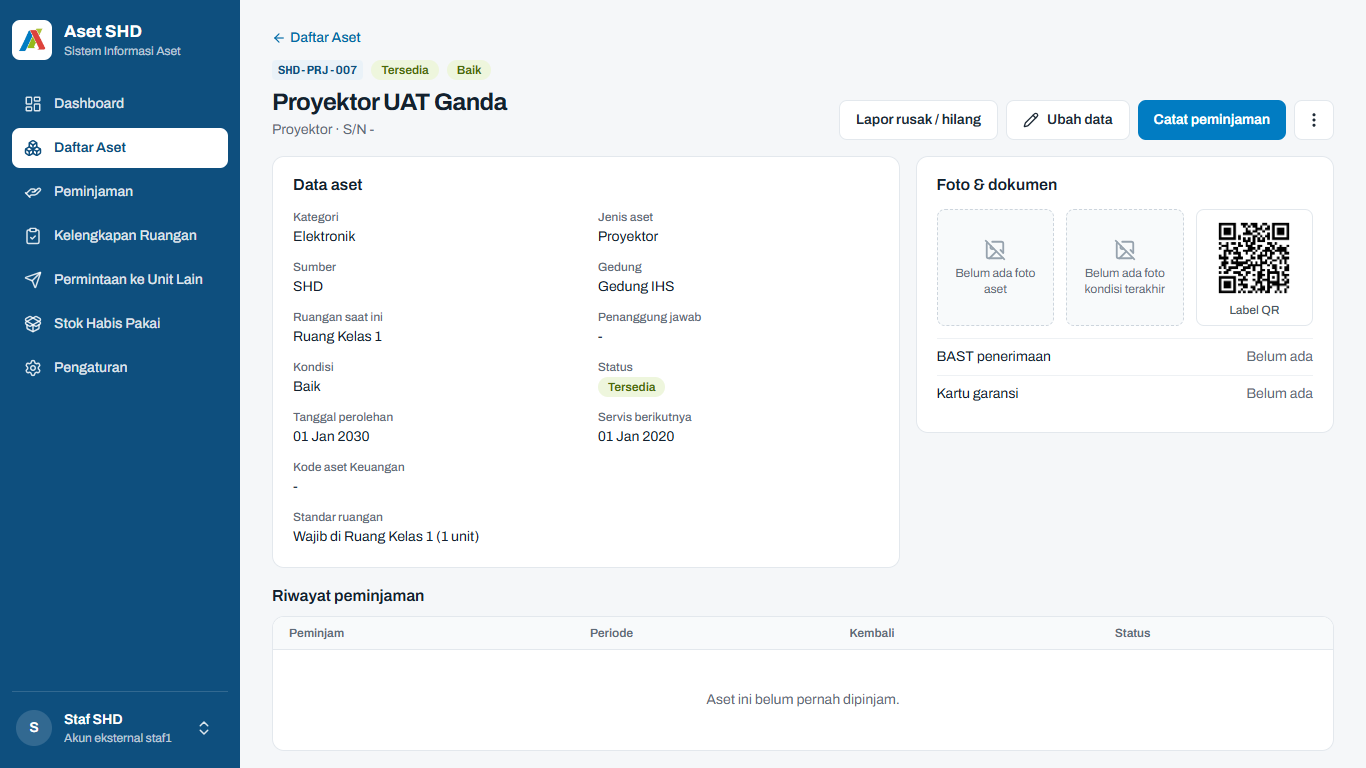 Aset SHD
Sistem Informasi Aset
Dashboard
Daftar Aset
Peminjaman
Kelengkapan Ruangan
Permintaan ke Unit Lain
Stok Habis Pakai
Pengaturan
Staf SHD
Akun eksternal staf1
S
← Daftar Aset
SHD-PRJ-007 Tersedia Baik
Proyektor UAT Ganda
Proyektor · S/N -
Lapor rusak / hilang
Ubah data
Catat peminjaman
Data aset
Kategori
Elektronik
Jenis aset
Proyektor
Sumber
SHD
Gedung
Gedung IHS
Ruangan saat ini
Ruang Kelas 1
Penanggung jawab
-
Kondisi
Baik
Status
Tersedia
Tanggal perolehan
01 Jan 2030
Servis berikutnya
01 Jan 2020
Kode aset Keuangan
-
Standar ruangan
Wajib di Ruang Kelas 1 (1 unit)
Foto & dokumen
Belum ada foto
aset
Belum ada foto
kondisi terakhir
Label QR
BAST penerimaan Belum ada
Kartu garansi Belum ada
Riwayat peminjaman
Peminjam Periode Kembali Status
Aset ini belum pernah dipinjam.